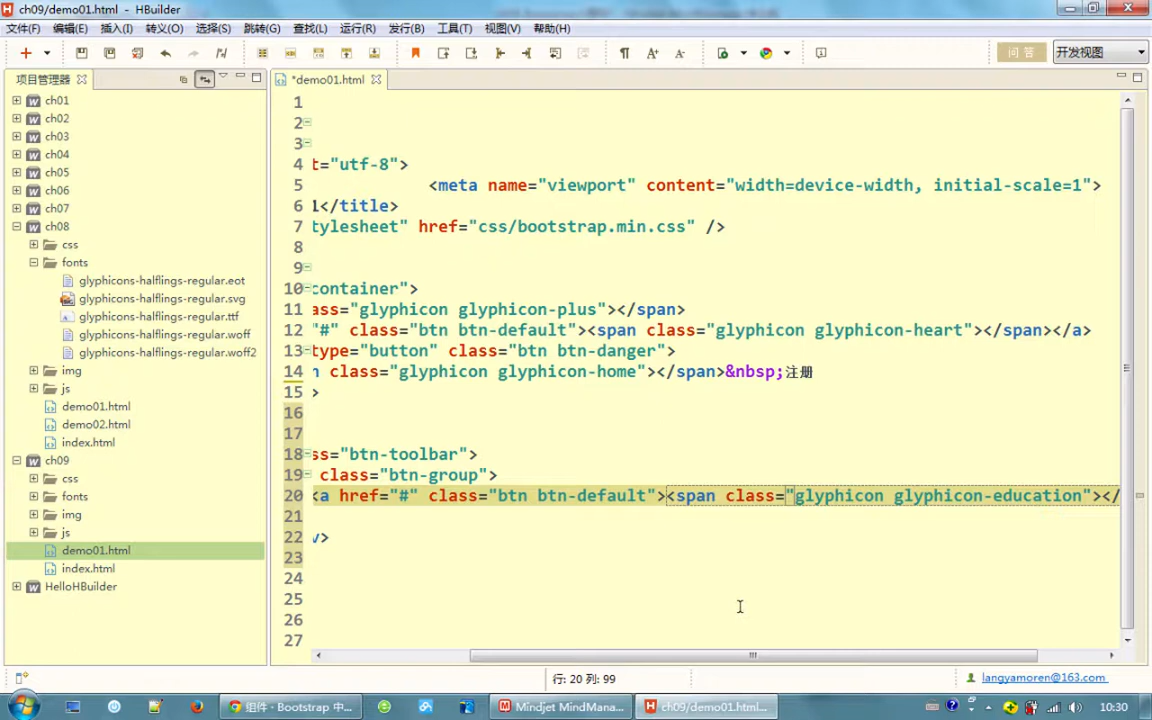 ch09/demo01.html - HBuilder
文件(F) 编辑(E) 插入(I) 转义(O) 选择(S) 跳转(G) 查找(L) 运行(R) 发行(B) 工具(T) 视图(V) 帮助(H)
问答 开发视图
项目管理器 *demo01.html
ch01
ch02
ch03
ch04
ch05
ch06
ch07
ch08
css
fonts
glyphicons-halflings-regular.eot
glyphicons-halflings-regular.svg
glyphicons-halflings-regular.ttf
glyphicons-halflings-regular.woff
glyphicons-halflings-regular.woff2
img
js
demo01.html
demo02.html
index.html
ch09
css
fonts
img
js
demo01.html
index.html
HelloHBuilder
1
2
3
4 t="utf-8">
5 <meta name="viewport" content="width=device-width, initial-scale=1">
6 l</title>
7 tylesheet" href="css/bootstrap.min.css" />
8
9
10 container">
11 ass="glyphicon glyphicon-plus"></span>
12 "#" class="btn btn-default"><span class="glyphicon glyphicon-heart"></span></a>
13 type="button" class="btn btn-danger">
14 n class="glyphicon glyphicon-home"></span>&nbsp;注册
15 >
16
17
18 ss="btn-toolbar">
19 class="btn-group">
20 <a href="#" class="btn btn-default"><span class="glyphicon glyphicon-education"></
21
22 v>
23
24
25
26
27
行: 20 列: 99 langyamoren@163.com
组件 · Bootstrap 中... Mindjet MindMana... ch09/demo01.html... 10:30